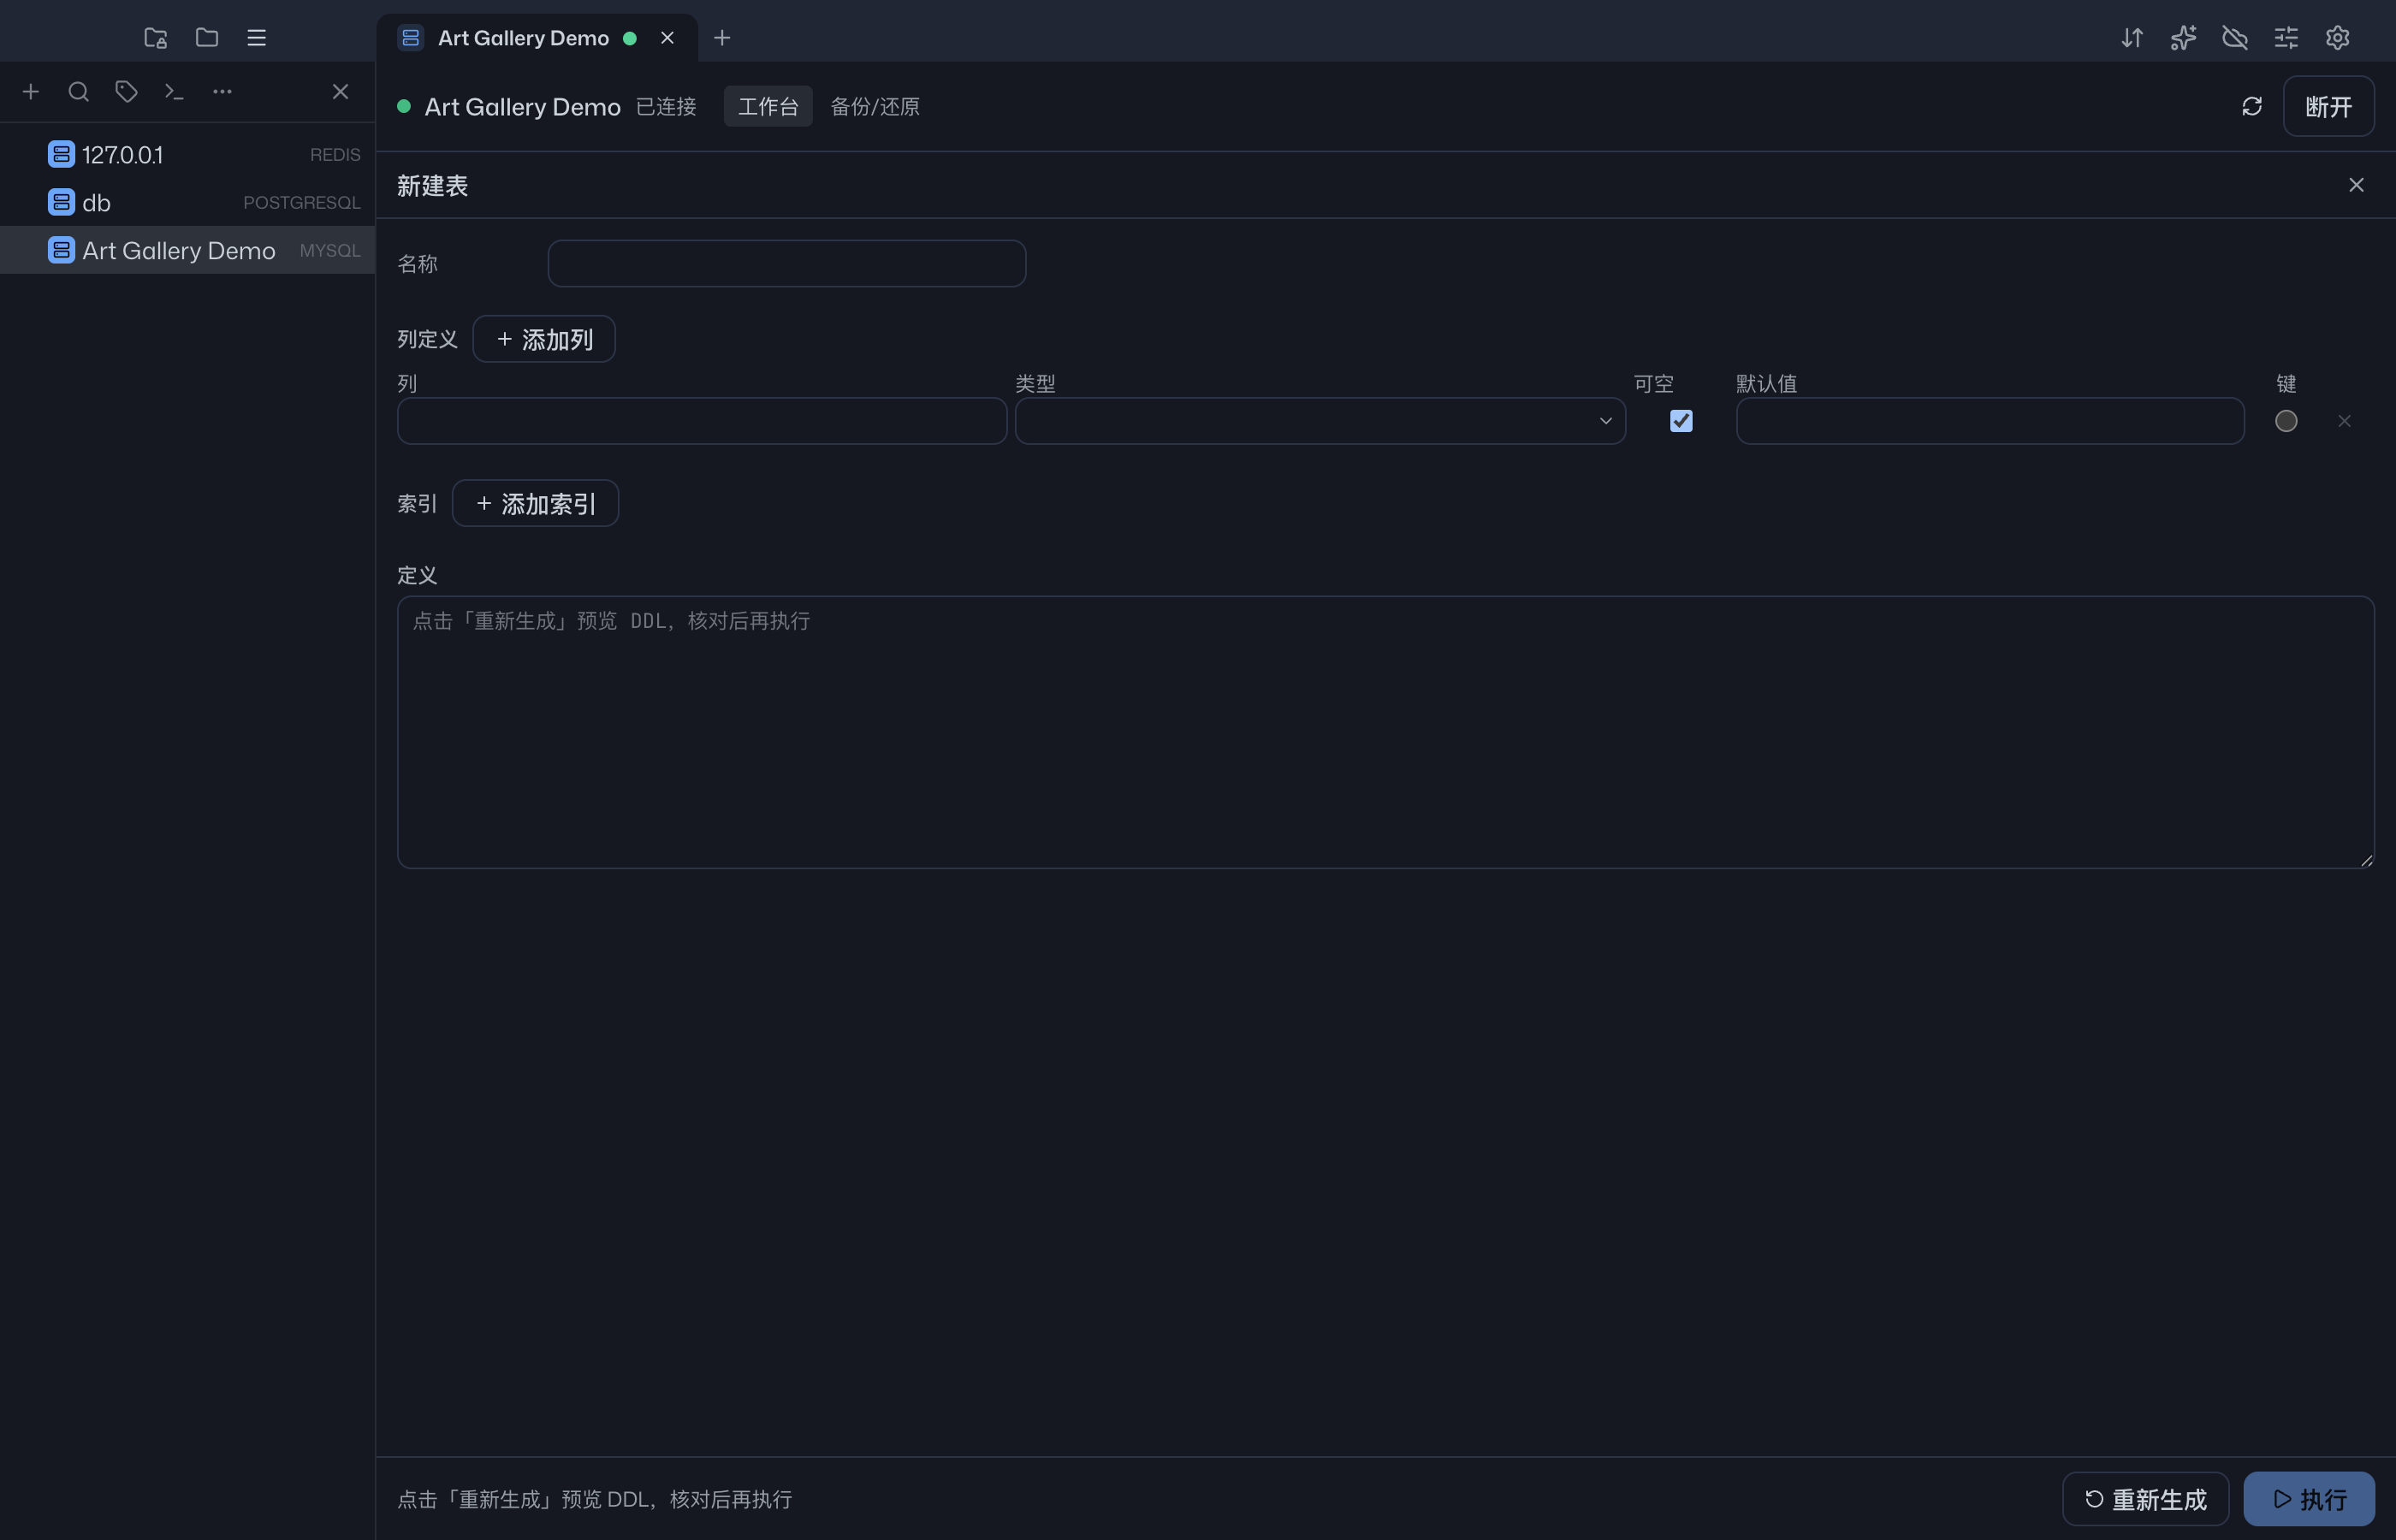 Art Gallery Demo
127.0.0.1 REDIS
db POSTGRESQL
Art Gallery Demo MYSQL
Art Gallery Demo 已连接 工作台 备份/还原 断开
新建表
名称
列定义 添加列
列 类型 可空 默认值 键
索引 添加索引
定义
点击「重新生成」预览 DDL，核对后再执行
点击「重新生成」预览 DDL，核对后再执行 重新生成 执行